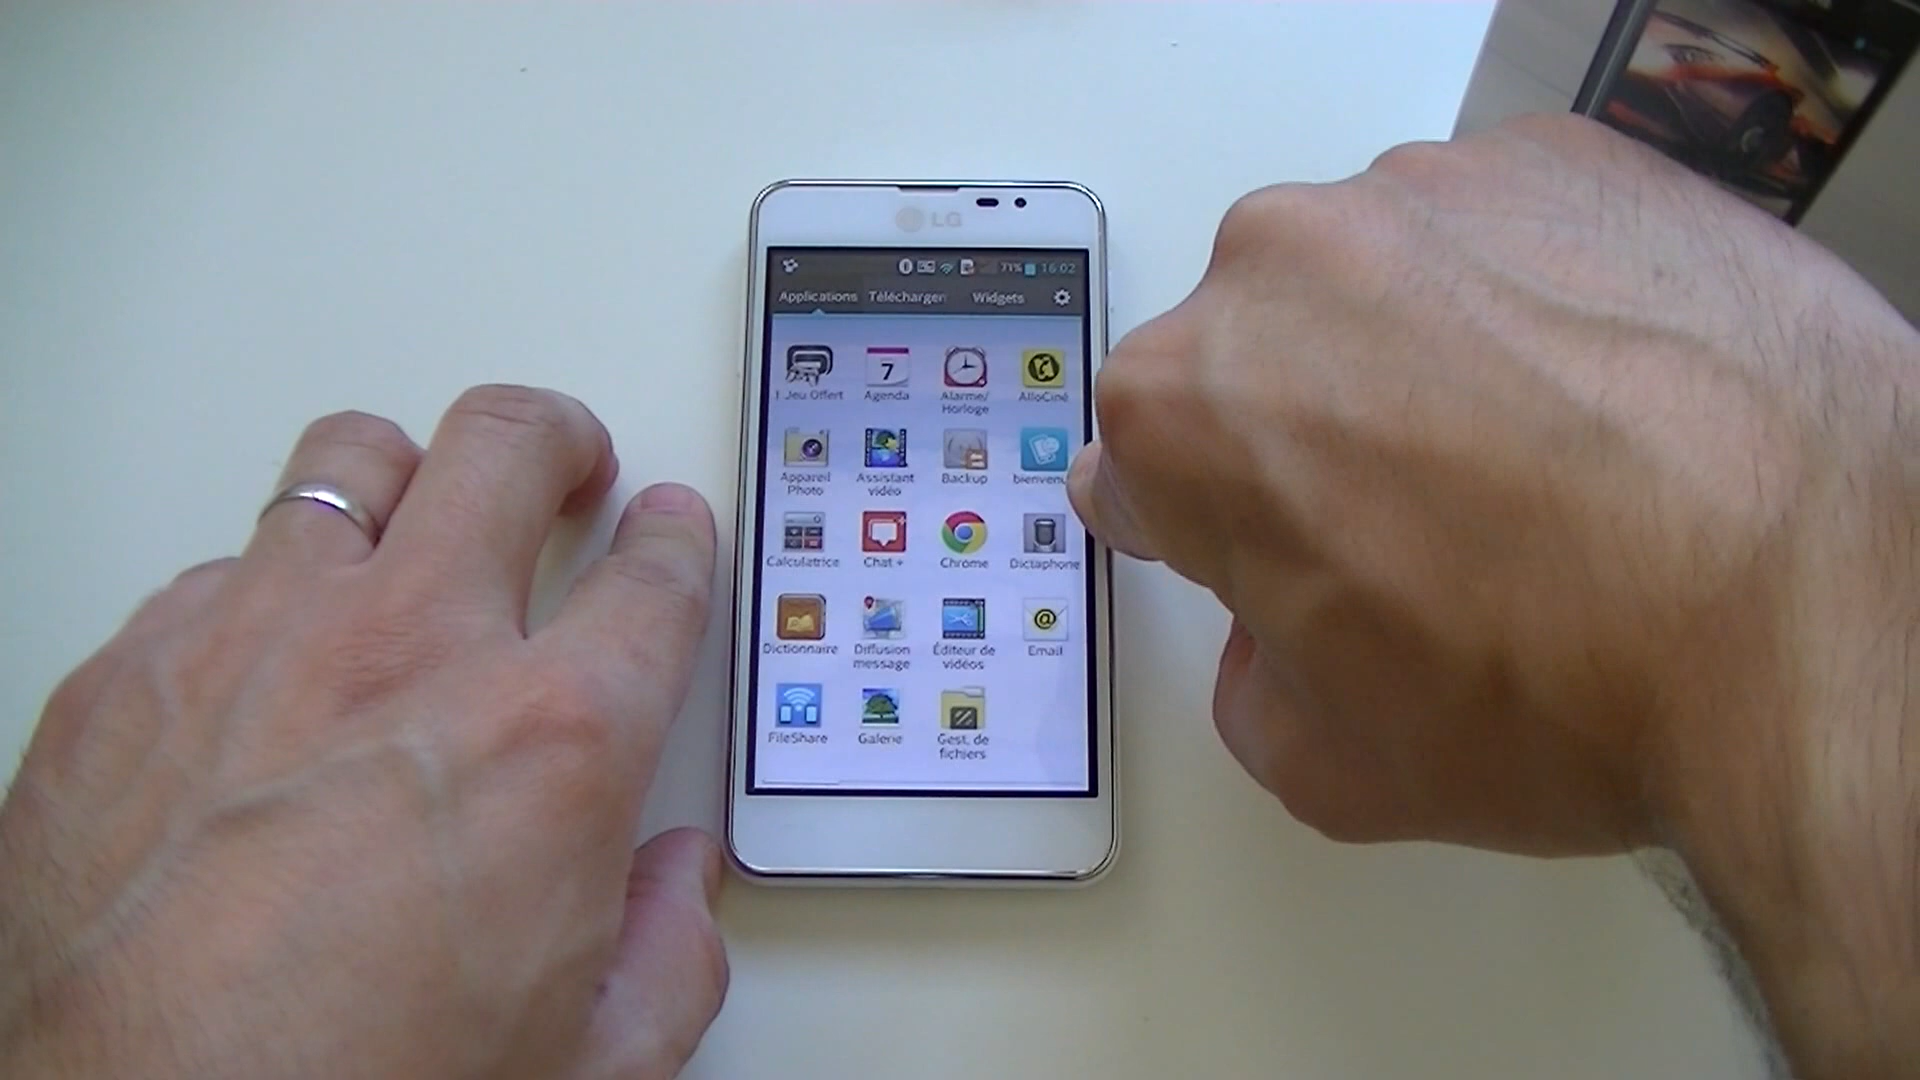 LG
71% 16:02
Applications Télécharger Widgets
1 Jeu Offert Agenda Alarme/ AlloCiné
7
Horloge
Appareil Assistant Backup bienvenu
Photo vidéo
Calculatrice Chat + Chrome Dictaphone
Dictionnaire Diffusion Éditeur de Email
message vidéos
FileShare Galerie Gest. de
fichiers